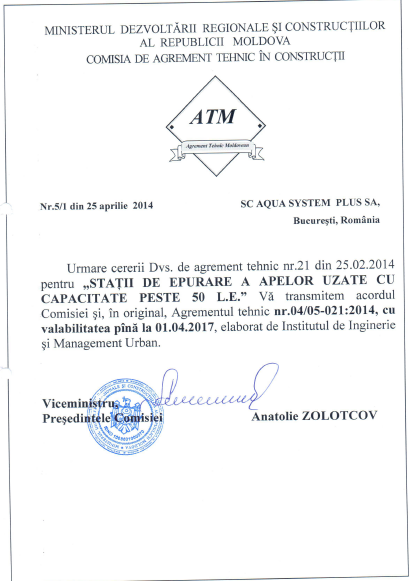 MINISTERUL DEZVOLTĂRII REGIONALE ŞI CONSTRUCŢIILOR
AL REPUBLICII MOLDOVA
COMISIA DE AGREMENT TEHNIC ÎN CONSTRUCŢII
ATM
Agrement Tehnic Moldovean
Nr.5/1 din 25 aprilie 2014
SC AQUA SYSTEM PLUS SA,
Bucureşti, România
Urmare cererii Dvs. de agrement tehnic nr.21 din 25.02.2014
pentru „STAŢII DE EPURARE A APELOR UZATE CU
CAPACITATE PESTE 50 L.E.” Vă transmitem acordul
Comisiei şi, în original, Agrementul tehnic nr.04/05-021:2014, cu
valabilitatea pînă la 01.04.2017, elaborat de Institutul de Inginerie
şi Management Urban.
Viceministru,
Preşedintele Comisiei
Anatolie ZOLOTCOV